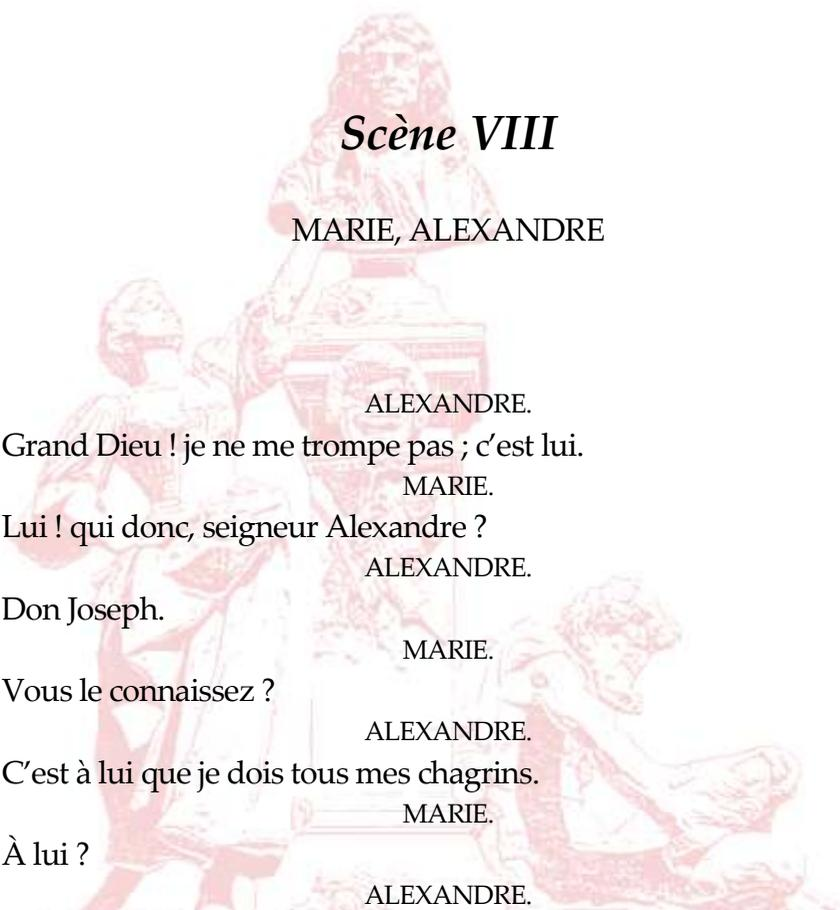 Scène VIII
MARIE, ALEXANDRE
ALEXANDRE.
Grand Dieu ! je ne me trompe pas ; c’est lui.
MARIE.
Lui ! qui donc, seigneur Alexandre ?
ALEXANDRE.
Don Joseph.
MARIE.
Vous le connaissez ?
ALEXANDRE.
C’est à lui que je dois tous mes chagrins.
MARIE.
À lui ?
ALEXANDRE.